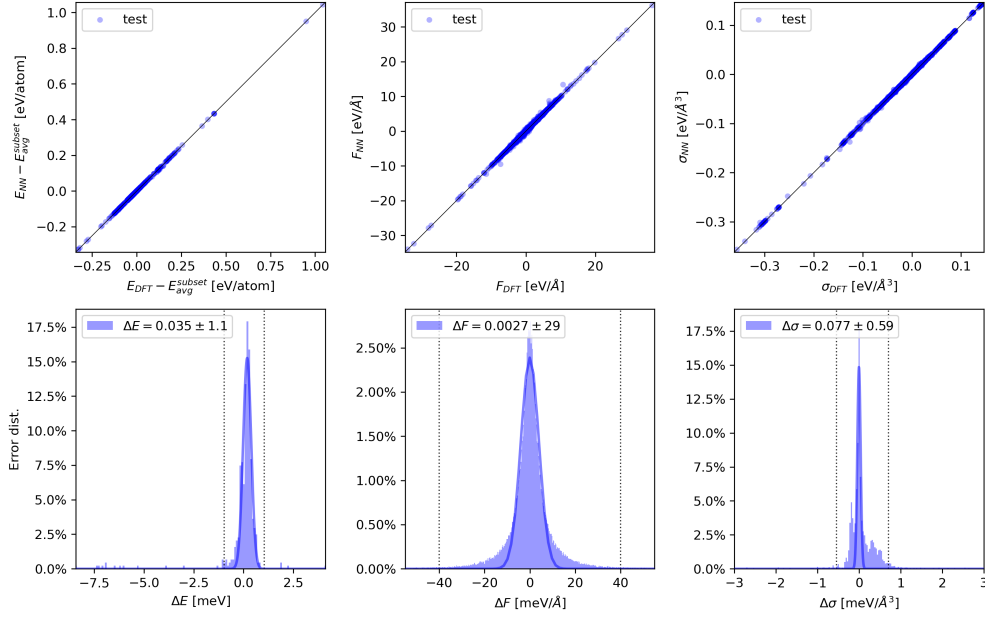 test
1.0
0.8
0.6
0.4
0.2
0.0
−0.2
E_NN − E_avg^subset [eV/atom]
−0.25 0.00 0.25 0.50 0.75 1.00
E_DFT − E_avg^subset [eV/atom]
test
30
20
10
0
−10
−20
−30
F_NN [eV/Å]
−20 0 20
F_DFT [eV/Å]
test
0.1
0.0
−0.1
−0.2
−0.3
σ_NN [eV/Å³]
−0.3 −0.2 −0.1 0.0 0.1
σ_DFT [eV/Å³]
ΔE = 0.035 ± 1.1
17.5%
15.0%
12.5%
10.0%
7.5%
5.0%
2.5%
0.0%
Error dist.
−7.5 −5.0 −2.5 0.0 2.5
ΔE [meV]
ΔF = 0.0027 ± 29
2.50%
2.00%
1.50%
1.00%
0.50%
0.00%
−40 −20 0 20 40
ΔF [meV/Å]
Δσ = 0.077 ± 0.59
17.5%
15.0%
12.5%
10.0%
7.5%
5.0%
2.5%
0.0%
−3 −2 −1 0 1 2 3
Δσ [meV/Å³]